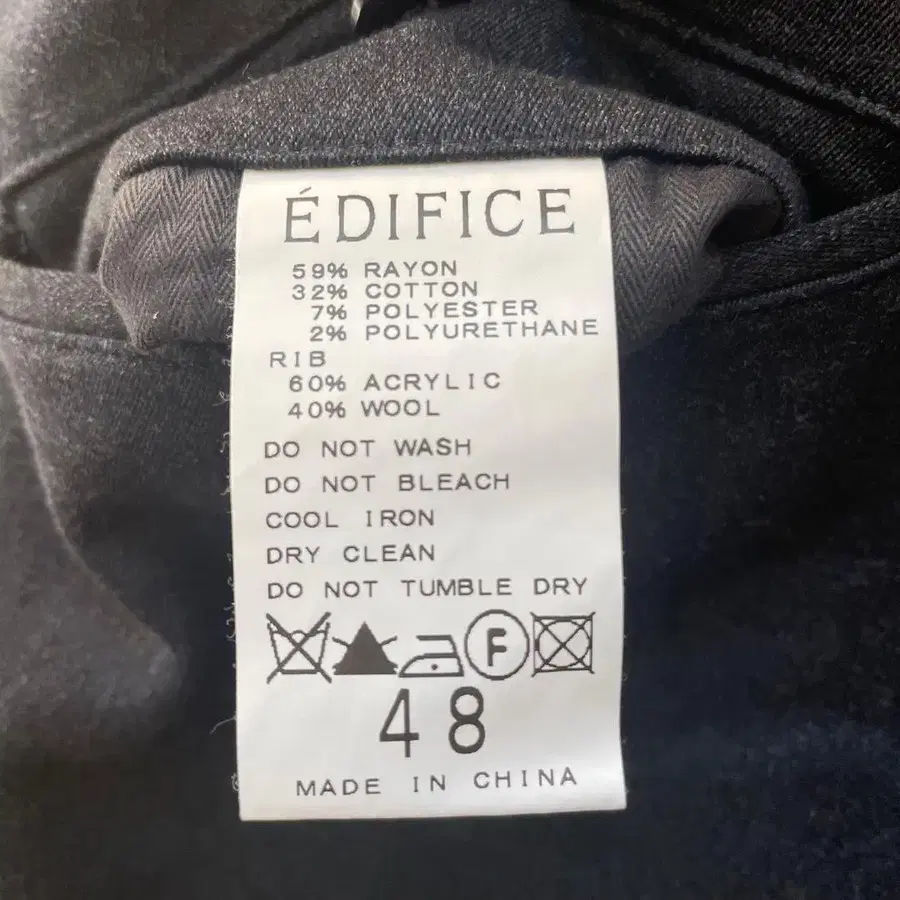 ÉDIFICE
59% RAYON
32% COTTON
7% POLYESTER
2% POLYURETHANE
RIB
60% ACRYLIC
40% WOOL
DO NOT WASH
DO NOT BLEACH
COOL IRON
DRY CLEAN
DO NOT TUMBLE DRY
F
48
MADE IN CHINA